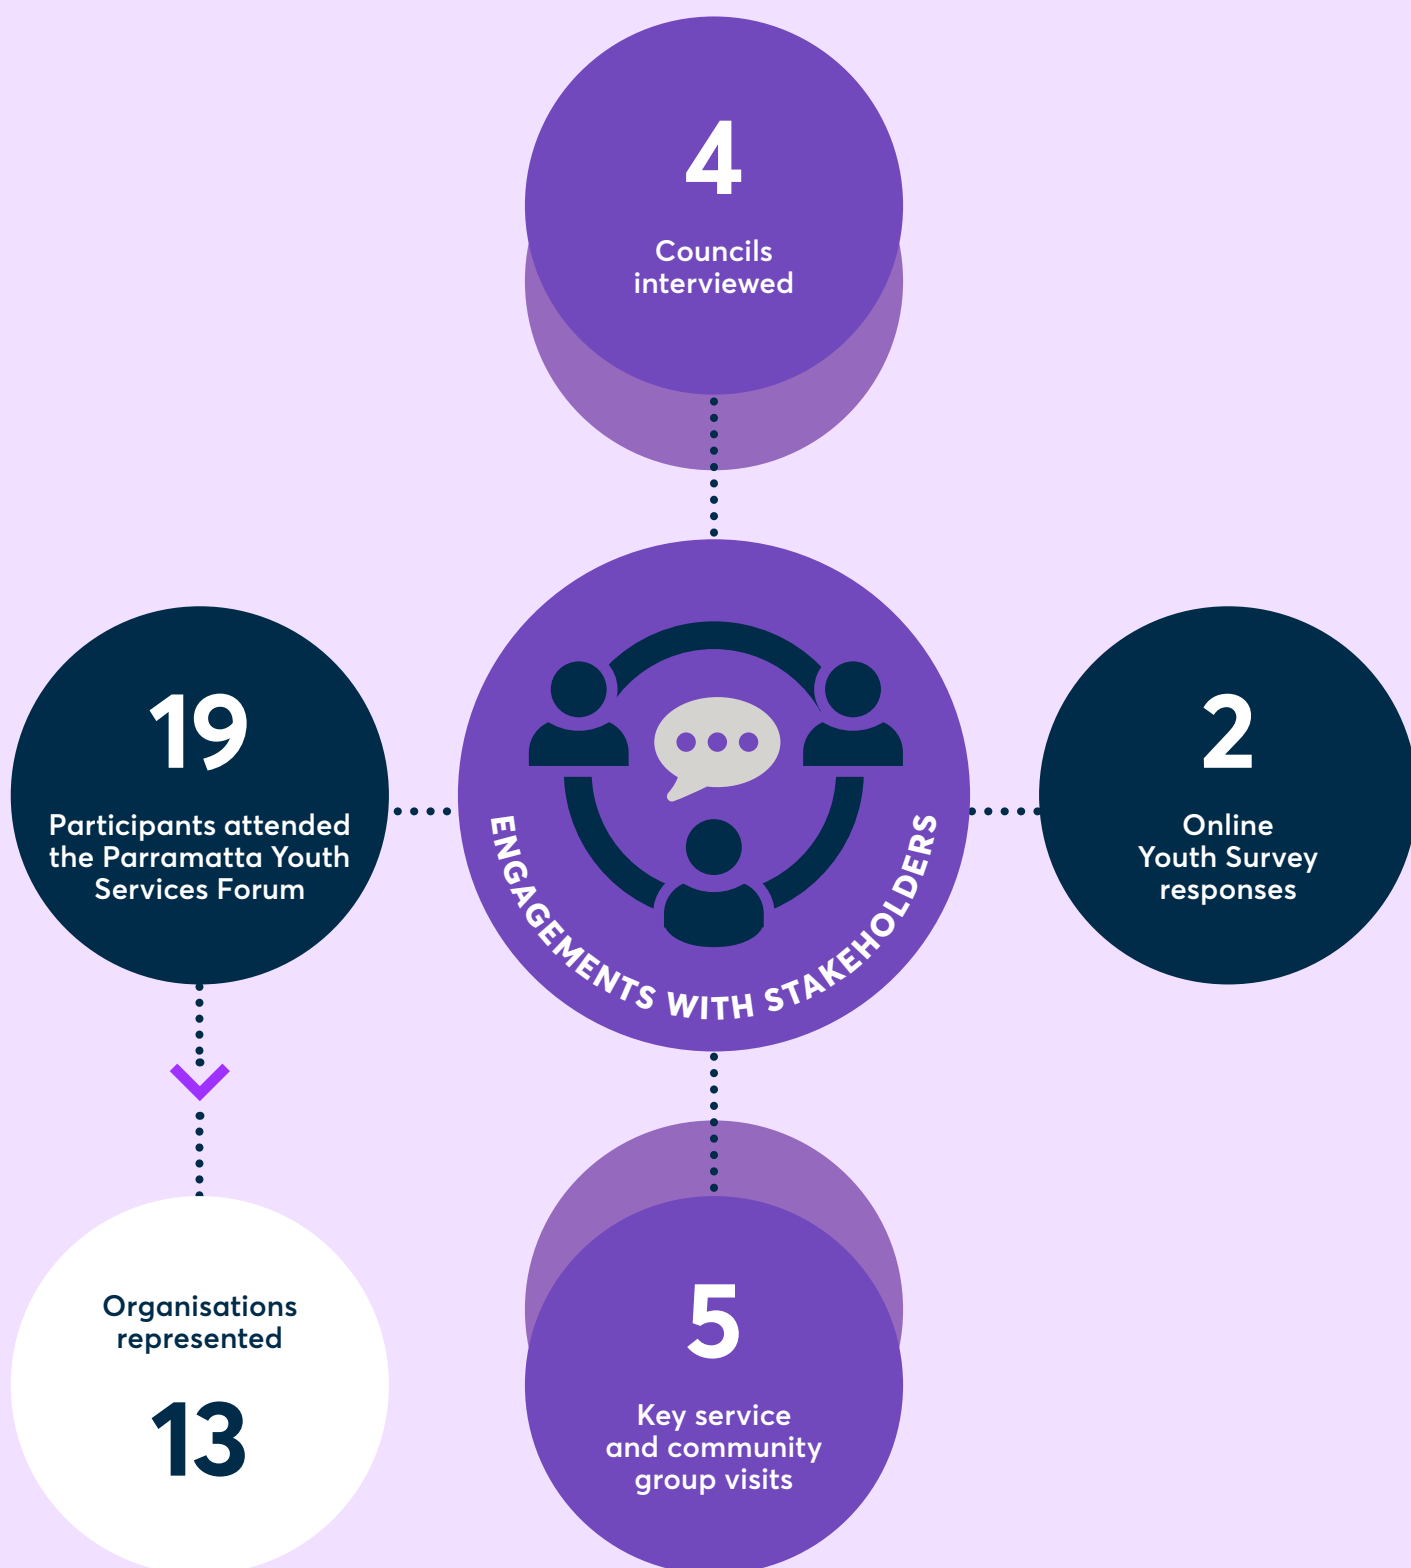 4
Councils
interviewed
19
Participants attended
the Parramatta Youth
Services Forum
ENGAGEMENTS WITH STAKEHOLDERS
2
Online
Youth Survey
responses
Organisations
represented
13
5
Key service
and community
group visits